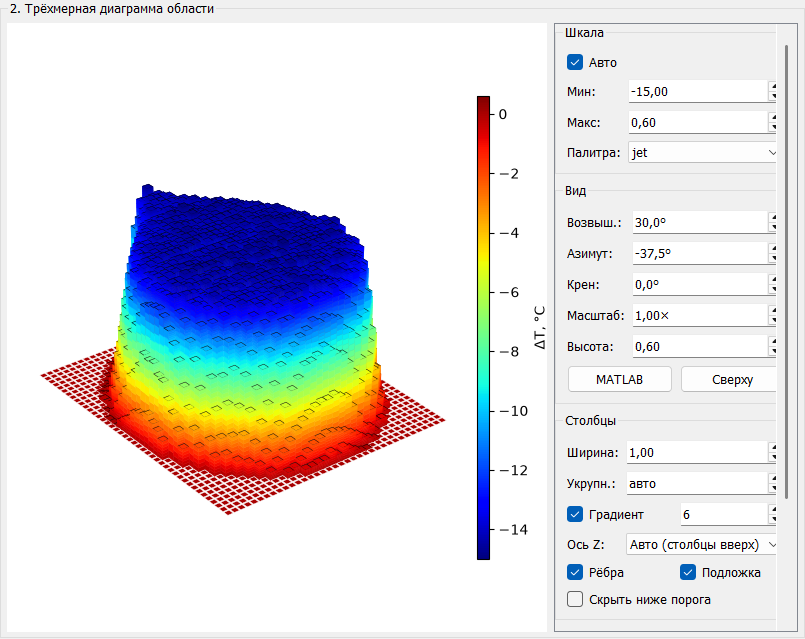 2. Трёхмерная диаграмма области
0
−2
−4
−6
−8
−10
−12
−14
ΔT, °C
Шкала
Авто
Мин: -15,00
Макс: 0,60
Палитра: jet
Вид
Возвыш.: 30,0°
Азимут: -37,5°
Крен: 0,0°
Масштаб: 1,00×
Высота: 0,60
MATLAB Сверху
Столбцы
Ширина: 1,00
Укрупн.: авто
Градиент 6
Ось Z: Авто (столбцы вверх)
Рёбра Подложка
Скрыть ниже порога